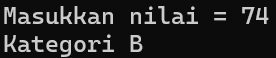 Masukkan nilai = 74
Kategori B